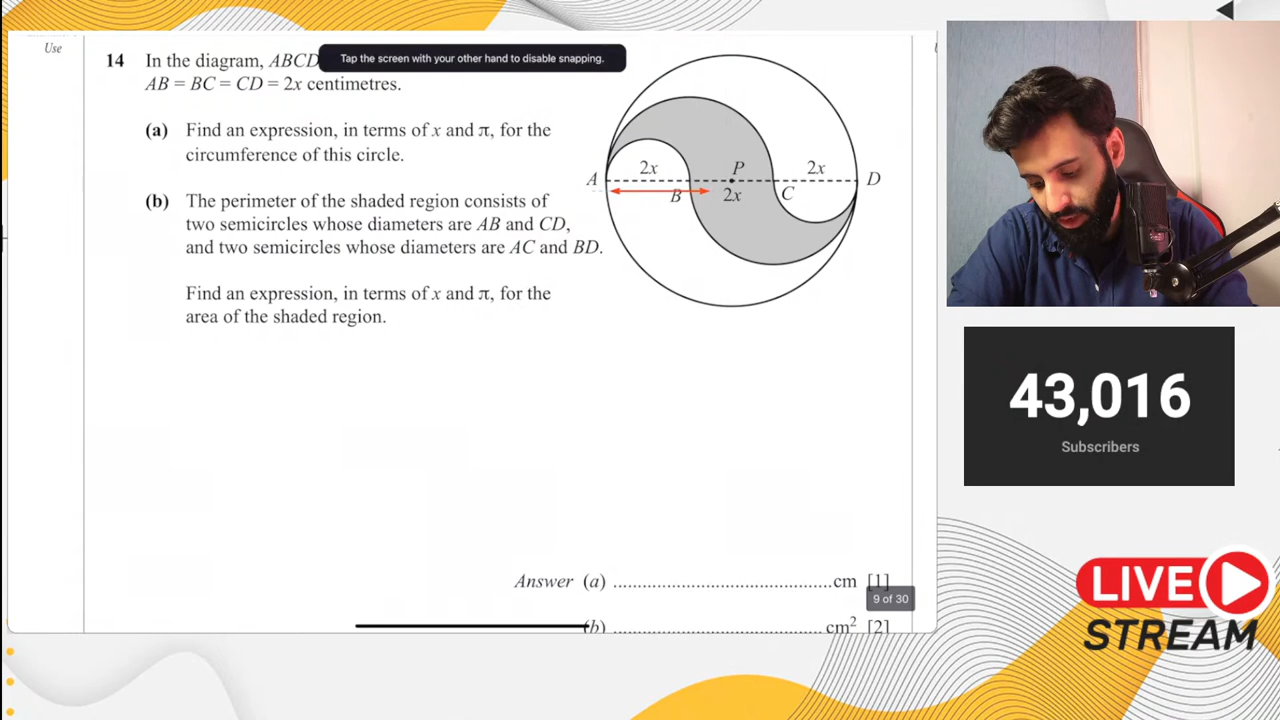 Use
14 In the diagram, ABCD
Tap the screen with your other hand to disable snapping.
AB = BC = CD = 2x centimetres.
(a) Find an expression, in terms of x and π, for the
circumference of this circle.
(b) The perimeter of the shaded region consists of
two semicircles whose diameters are AB and CD,
and two semicircles whose diameters are AC and BD.
Find an expression, in terms of x and π, for the
area of the shaded region.
A 2x B P 2x C 2x D
Answer (a) ..........................................cm [1]
9 of 30
(b) ........................................ cm² [2]
43,016
Subscribers
LIVE
STREAM